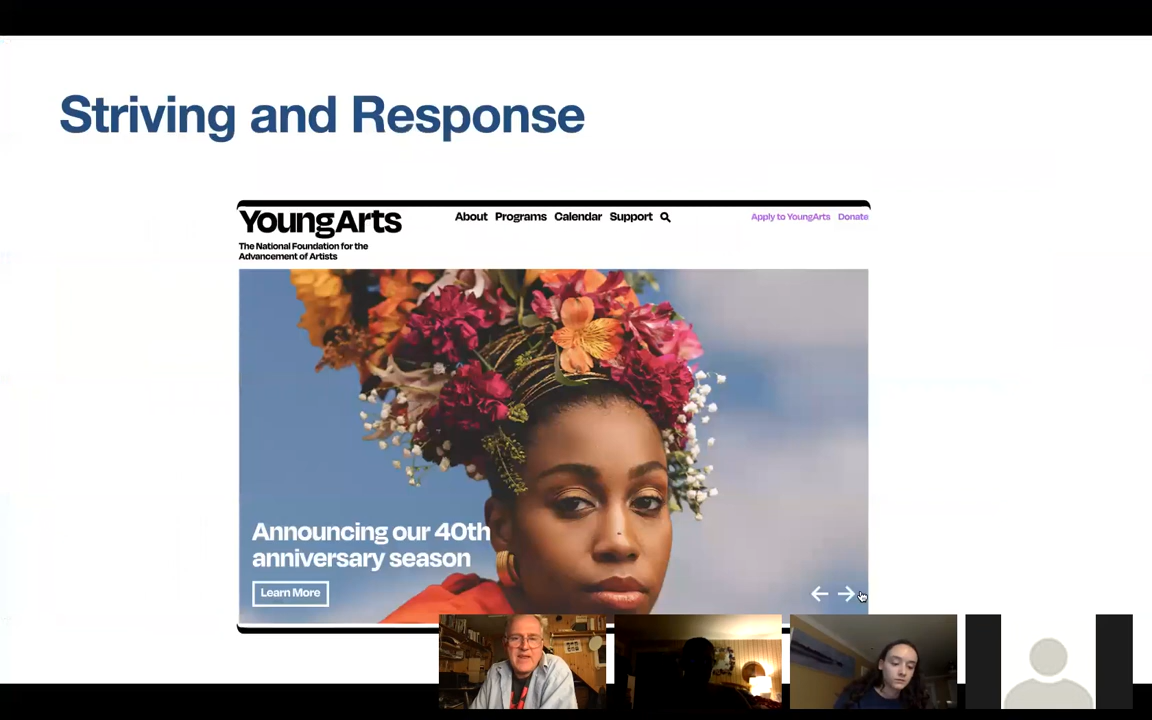 Striving and Response
YoungArts
The National Foundation for the
Advancement of Artists
About Programs Calendar Support
Apply to YoungArts Donate
Announcing our 40th
anniversary season
Learn More